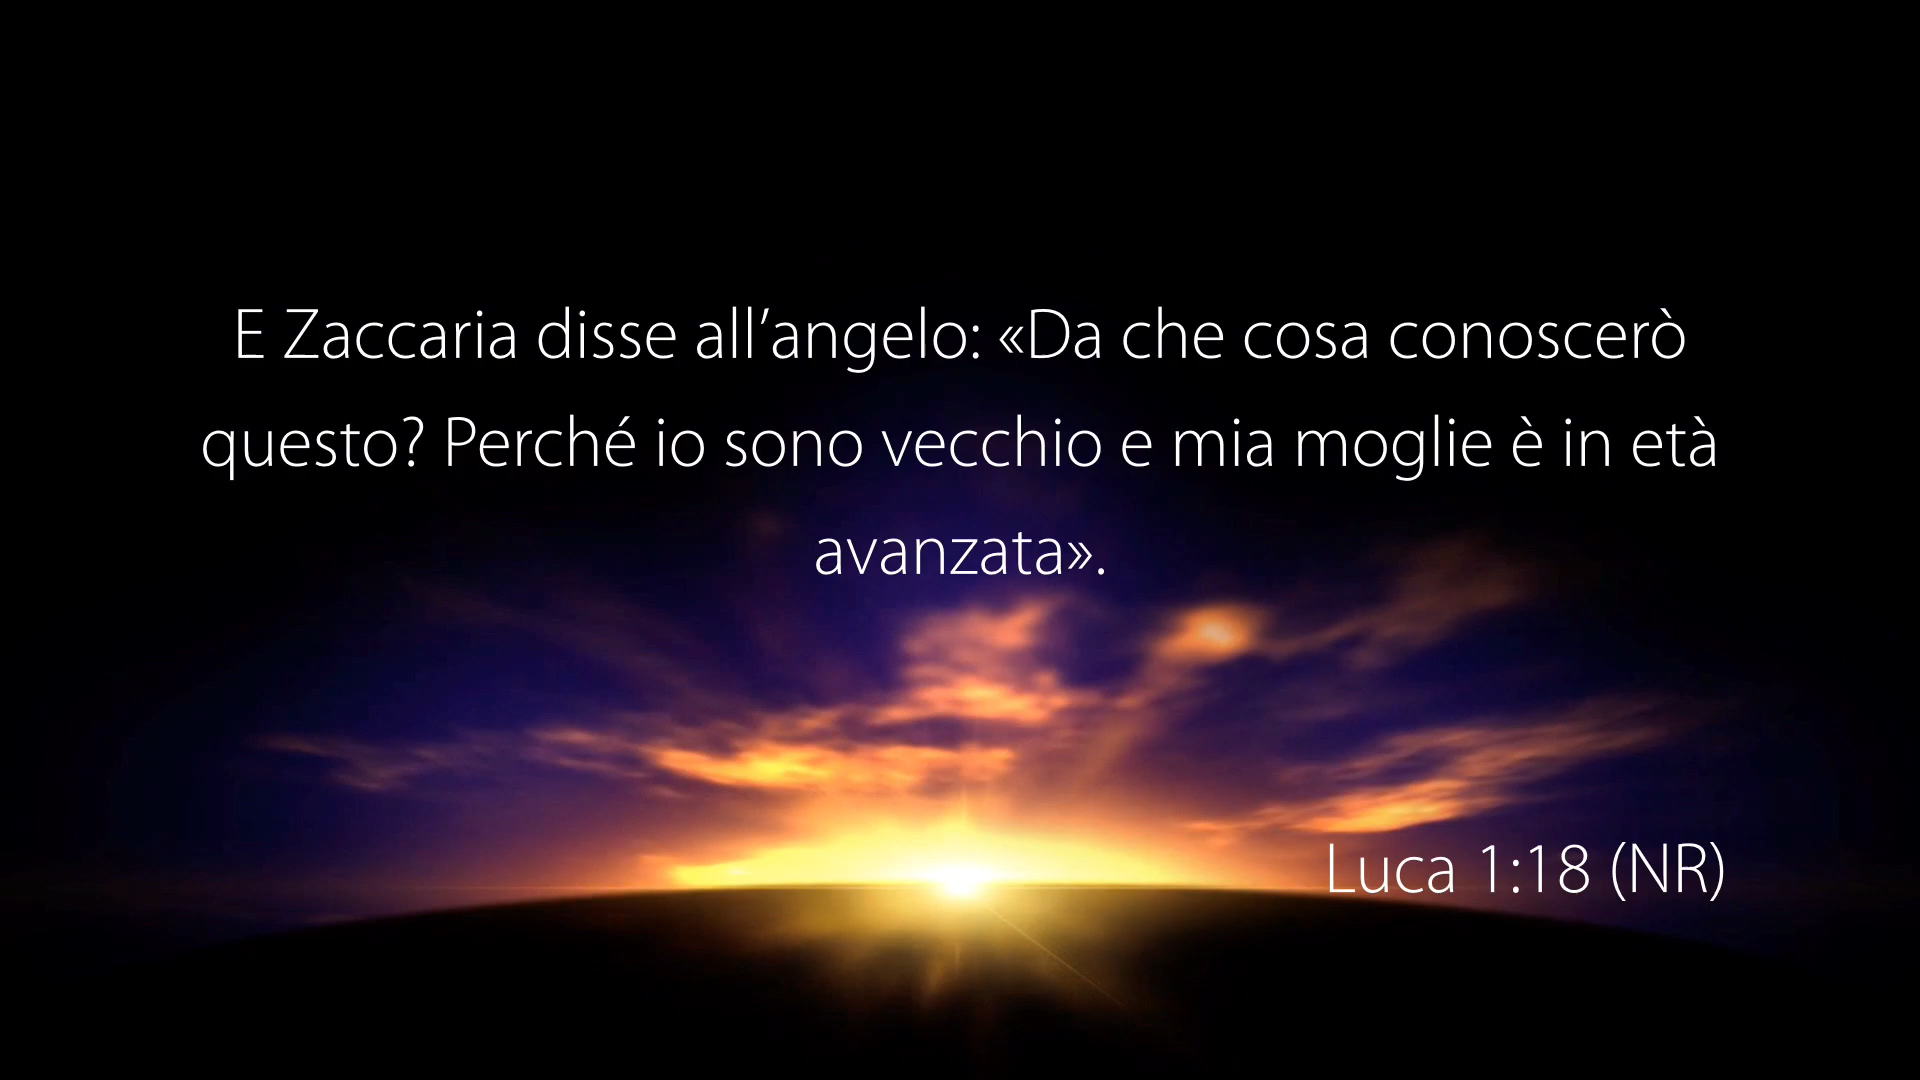 E Zaccaria disse all’angelo: «Da che cosa conoscerò
questo? Perché io sono vecchio e mia moglie è in età
avanzata».
Luca 1:18 (NR)